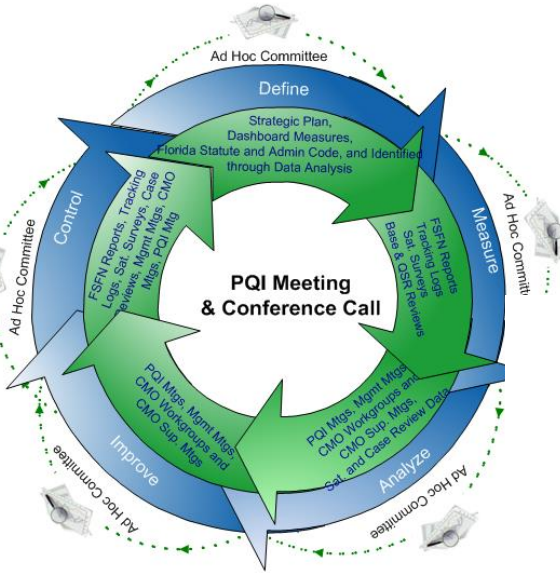 Ad Hoc Committee
Define
Strategic Plan,
Dashboard Measures,
Florida Statute and Admin Code, and Identified
through Data Analysis
Ad Hoc Committe
Measure
FSFN Reports
Tracking Logs
Sat. Surveys
Base & QSR Reviews
PQI Meeting
& Conference Call
PQI Mtgs, Mgmt Mtgs
CMO Workgroups and
CMO Sup. Mtgs,
Sat. and Case Review Data
Analyze
Ad Hoc Committee
PQI Mtgs, Mgmt Mtgs,
CMO Workgroups and
CMO Sup. Mtgs
Improve
Ad Hoc Committee
FSFN Reports, Tracking
Logs, Sat. Surveys, Case
Reviews, Mgmt Mtgs, CMO
Mtgs, PQI Mtg
Control
Ad Hoc Committee